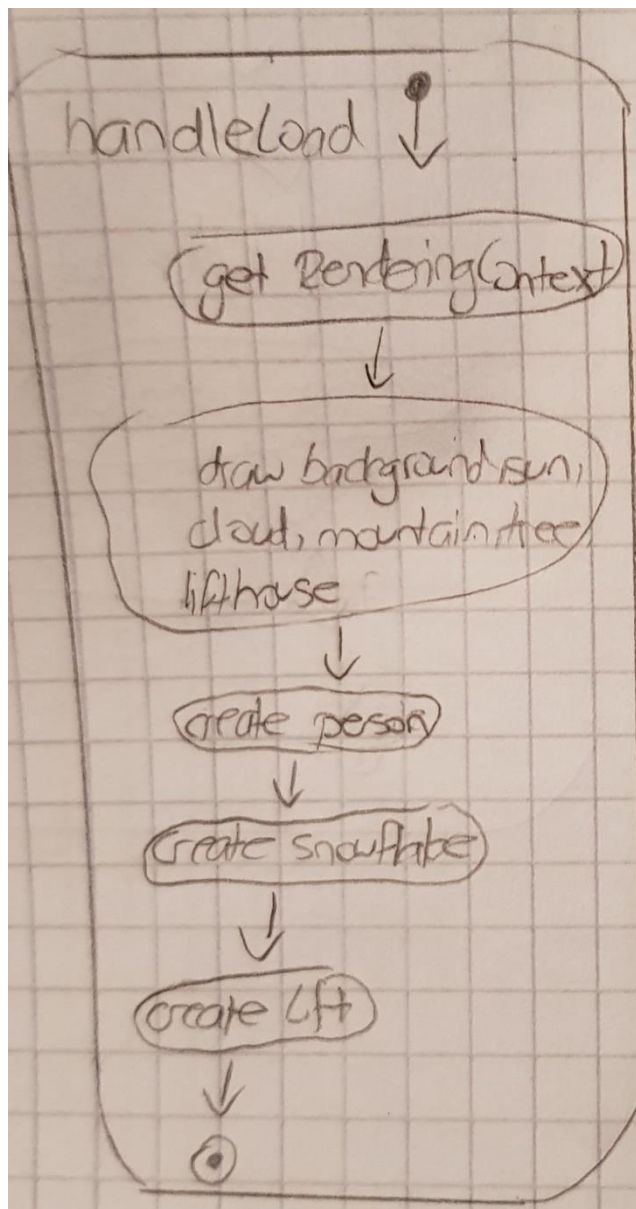 handleLoad
get RenderingContext
draw background, sun,
cloud, mountain, tree,
lifthouse
create person
create snowflake
create Lift